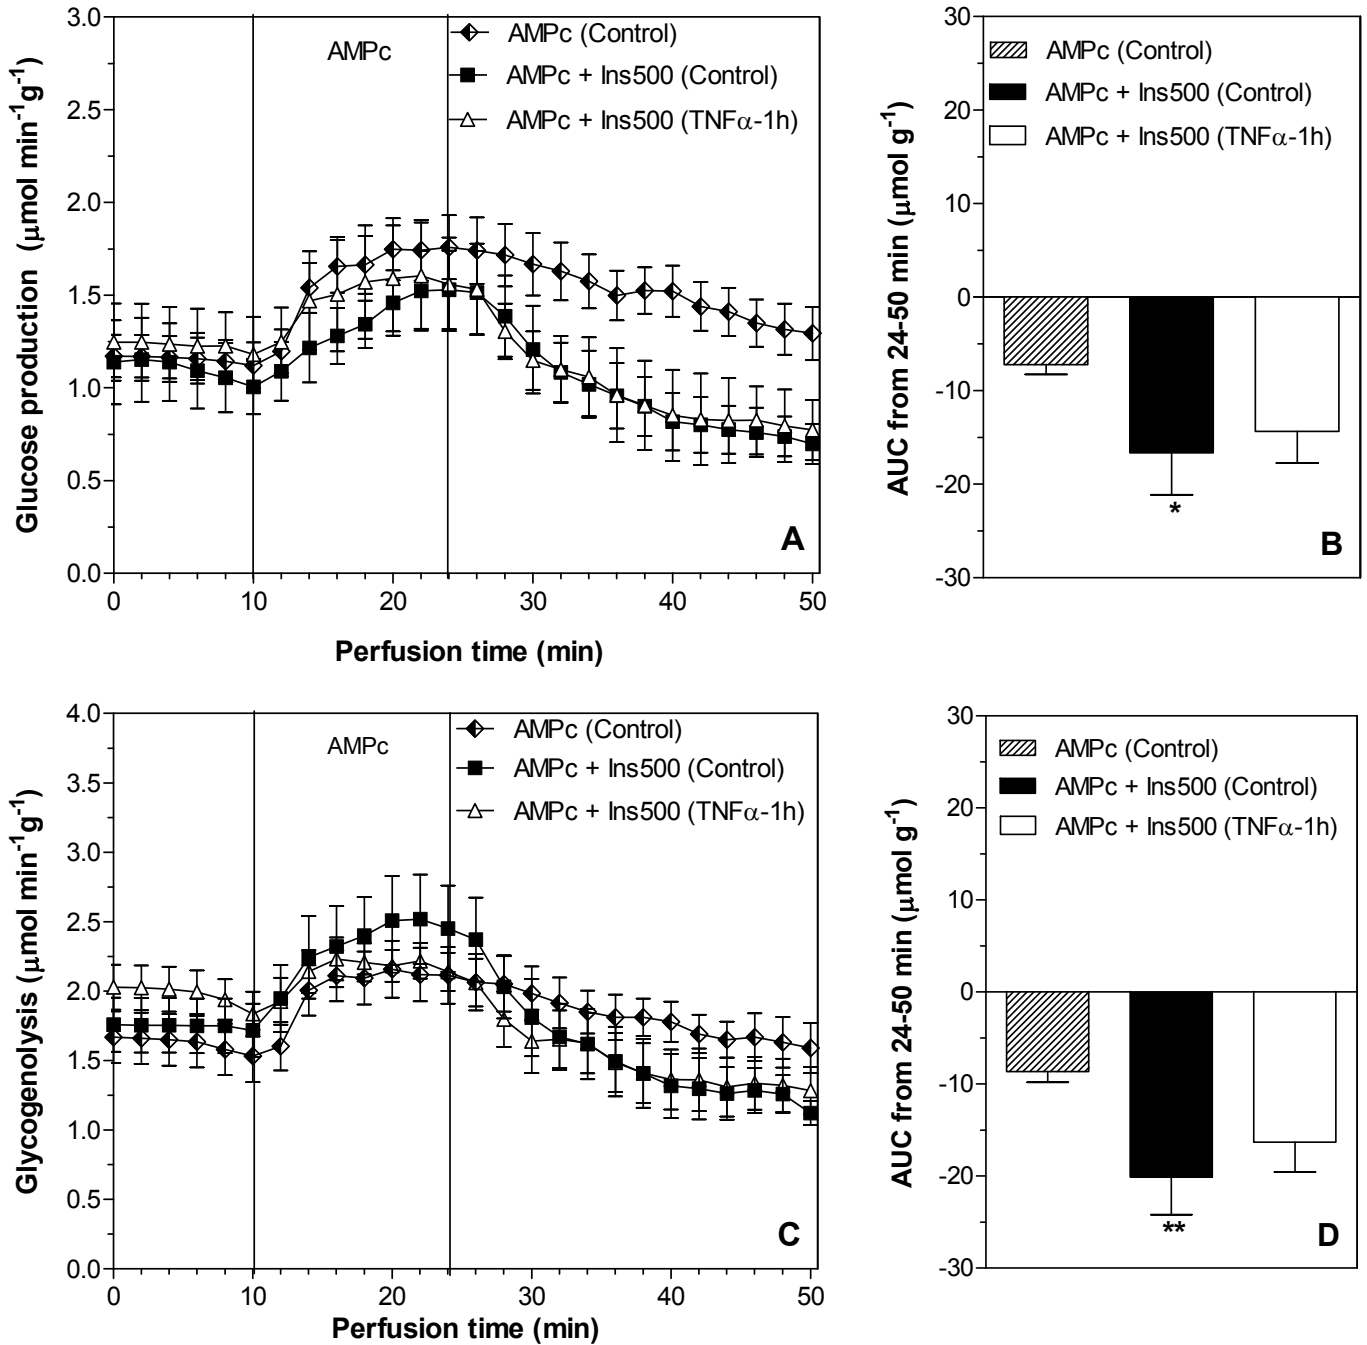 AMPc
AMPc (Control)
AMPc + Ins500 (Control)
AMPc + Ins500 (TNFα-1h)
3.0
2.5
2.0
1.5
1.0
0.5
0.0
Glucose production (μmol min⁻¹g⁻¹)
0 10 20 30 40 50
Perfusion time (min)
A
AMPc (Control)
AMPc + Ins500 (Control)
AMPc + Ins500 (TNFα-1h)
30
20
10
0
-10
-20
-30
AUC from 24-50 min (μmol g⁻¹)
*
B
AMPc
AMPc (Control)
AMPc + Ins500 (Control)
AMPc + Ins500 (TNFα-1h)
4.0
3.5
3.0
2.5
2.0
1.5
1.0
0.5
0.0
Glycogenolysis (μmol min⁻¹g⁻¹)
0 10 20 30 40 50
Perfusion time (min)
C
AMPc (Control)
AMPc + Ins500 (Control)
AMPc + Ins500 (TNFα-1h)
30
20
10
0
-10
-20
-30
AUC from 24-50 min (μmol g⁻¹)
**
D